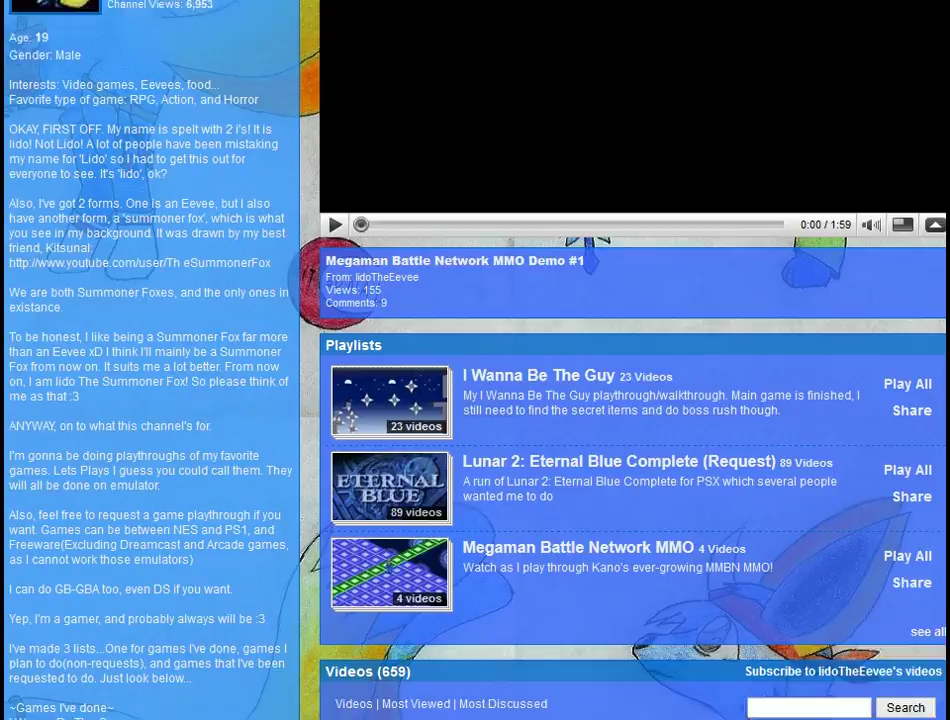 Channel Views: 6,953
Age: 19
Gender: Male
Interests: Video games, Eevees, food...
Favorite type of game: RPG, Action, and Horror
OKAY, FIRST OFF. My name is spelt with 2 i's! It is
Iido! Not Lido! A lot of people have been mistaking
my name for 'Lido' so I had to get this out for
everyone to see. It's 'Iido', ok?
Also, I've got 2 forms. One is an Eevee, but I also
have another form, a 'summoner fox', which is what
you see in my background. It was drawn by my best
friend, Kitsunal:
http://www.youtube.com/user/Th eSummonerFox
We are both Summoner Foxes, and the only ones in
existance.
To be honest, I like being a Summoner Fox far more
than an Eevee xD I think I'll mainly be a Summoner
Fox from now on. It suits me a lot better. From now
on, I am Iido The Summoner Fox! So please think of
me as that :3
ANYWAY, on to what this channel's for.
I'm gonna be doing playthroughs of my favorite
games. Lets Plays I guess you could call them. They
will all be done on emulator.
Also, feel free to request a game playthrough if you
want. Games can be between NES and PS1, and
Freeware(Excluding Dreamcast and Arcade games,
as I cannot work those emulators)
I can do GB-GBA too, even DS if you want.
Yep, I'm a gamer, and probably always will be :3
I've made 3 lists...One for games I've done, games I
plan to do(non-requests), and games that I've been
requested to do. Just look below...
~Games I've done~
0:00 / 1:59
Megaman Battle Network MMO Demo #1
From: IidoTheEevee
Views: 155
Comments: 9
Playlists
I Wanna Be The Guy 23 Videos
My I Wanna Be The Guy playthrough/walkthrough. Main game is finished, I
still need to find the secret items and do boss rush though.
23 videos
Play All
Share
Lunar 2: Eternal Blue Complete (Request) 89 Videos
A run of Lunar 2: Eternal Blue Complete for PSX which several people
wanted me to do
ETERNAL
BLUE
89 videos
Play All
Share
Megaman Battle Network MMO 4 Videos
Watch as I play through Kano's ever-growing MMBN MMO!
4 videos
Play All
Share
see all
Videos (659)
Subscribe to IidoTheEevee's videos
Videos | Most Viewed | Most Discussed
Search